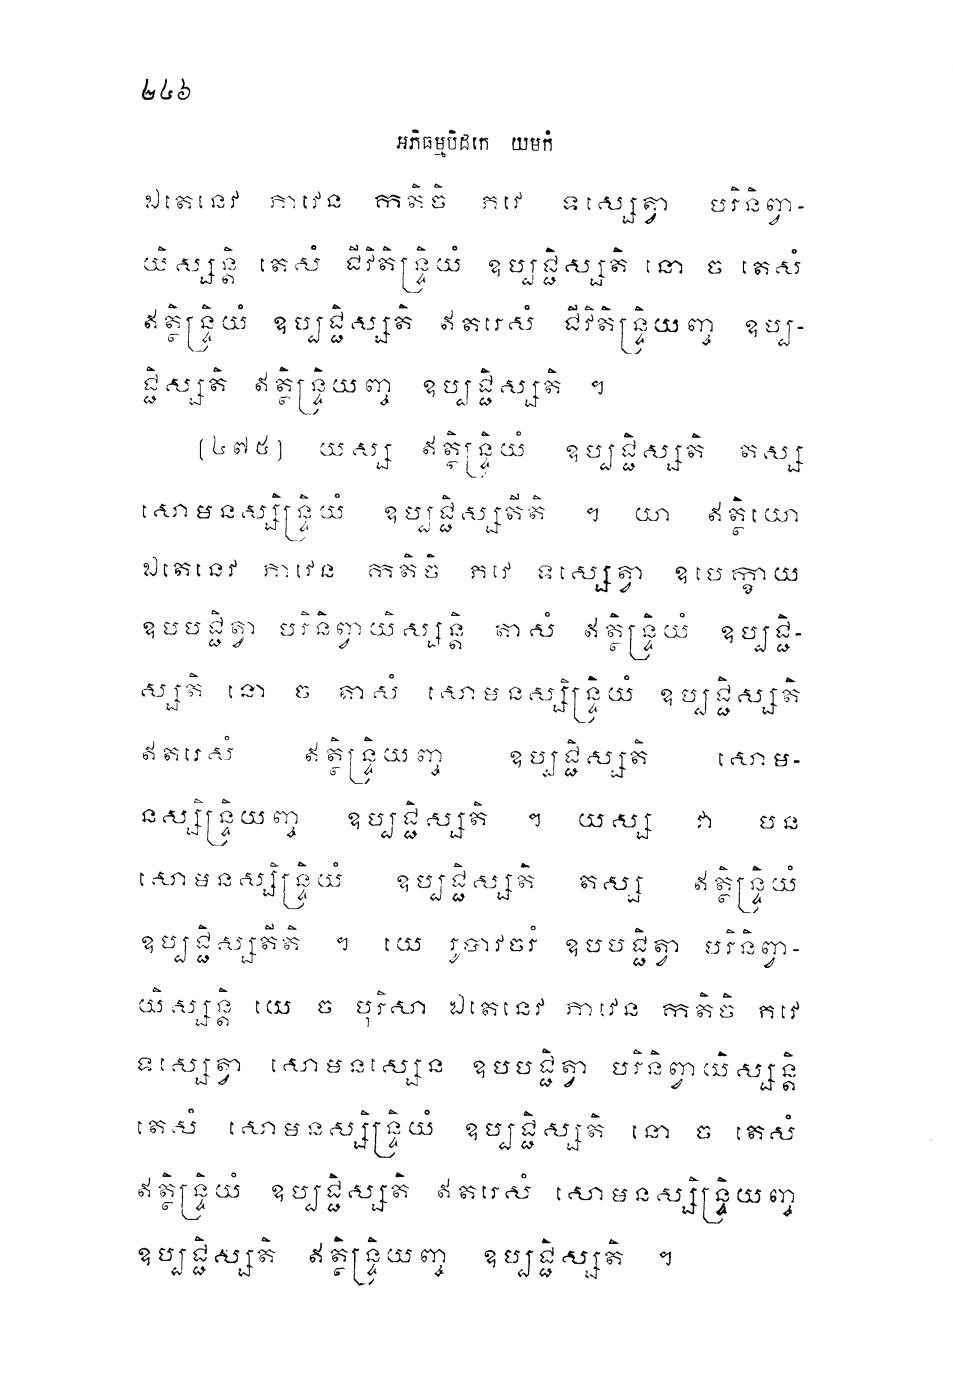 ២៤៦
អភិធម្មបិដកេ យមកំ
ឯតេនេវ ភាវេន កតិចិ ភវេ ទស្សេត្វា បរិនិព្វា-
យិស្សន្តិ តេសំ ជីវិតិន្ទ្រិយំ ឧប្បជ្ជិស្សតិ នោ ច តេសំ
ឥត្ថិន្ទ្រិយំ ឧប្បជ្ជិស្សតិ ឥតរេសំ ជីវិតិន្ទ្រិយញ្ច ឧប្ប-
ជ្ជិស្សតិ ឥត្ថិន្ទ្រិយញ្ច ឧប្បជ្ជិស្សតិ ។
(៤៧៥) យស្ស ឥត្ថិន្ទ្រិយំ ឧប្បជ្ជិស្សតិ តស្ស
សោមនស្សិន្ទ្រិយំ ឧប្បជ្ជិស្សតីតិ ។ យា ឥត្ថិយោ
ឯតេនេវ ភាវេន កតិចិ ភវេ ទស្សេត្វា ឧបេក្ខាយ
ឧបបជ្ជិត្វា បរិនិព្វាយិស្សន្តិ តាសំ ឥត្ថិន្ទ្រិយំ ឧប្បជ្ជិ-
ស្សតិ នោ ច តាសំ សោមនស្សិន្ទ្រិយំ ឧប្បជ្ជិស្សតិ
ឥតរេសំ ឥត្ថិន្ទ្រិយញ្ច ឧប្បជ្ជិស្សតិ សោម-
នស្សិន្ទ្រិយញ្ច ឧប្បជ្ជិស្សតិ ។ យស្ស វា បន
សោមនស្សិន្ទ្រិយំ ឧប្បជ្ជិស្សតិ តស្ស ឥត្ថិន្ទ្រិយំ
ឧប្បជ្ជិស្សតីតិ ។ យេ រូបាវចរំ ឧបបជ្ជិត្វា បរិនិព្វា-
យិស្សន្តិ យេ ច បុរិសា ឯតេនេវ ភាវេន កតិចិ ភវេ
ទស្សេត្វា សោមនស្សេន ឧបបជ្ជិត្វា បរិនិព្វាយិស្សន្តិ
តេសំ សោមនស្សិន្ទ្រិយំ ឧប្បជ្ជិស្សតិ នោ ច តេសំ
ឥត្ថិន្ទ្រិយំ ឧប្បជ្ជិស្សតិ ឥតរេសំ សោមនស្សិន្ទ្រិយញ្ច
ឧប្បជ្ជិស្សតិ ឥត្ថិន្ទ្រិយញ្ច ឧប្បជ្ជិស្សតិ ។